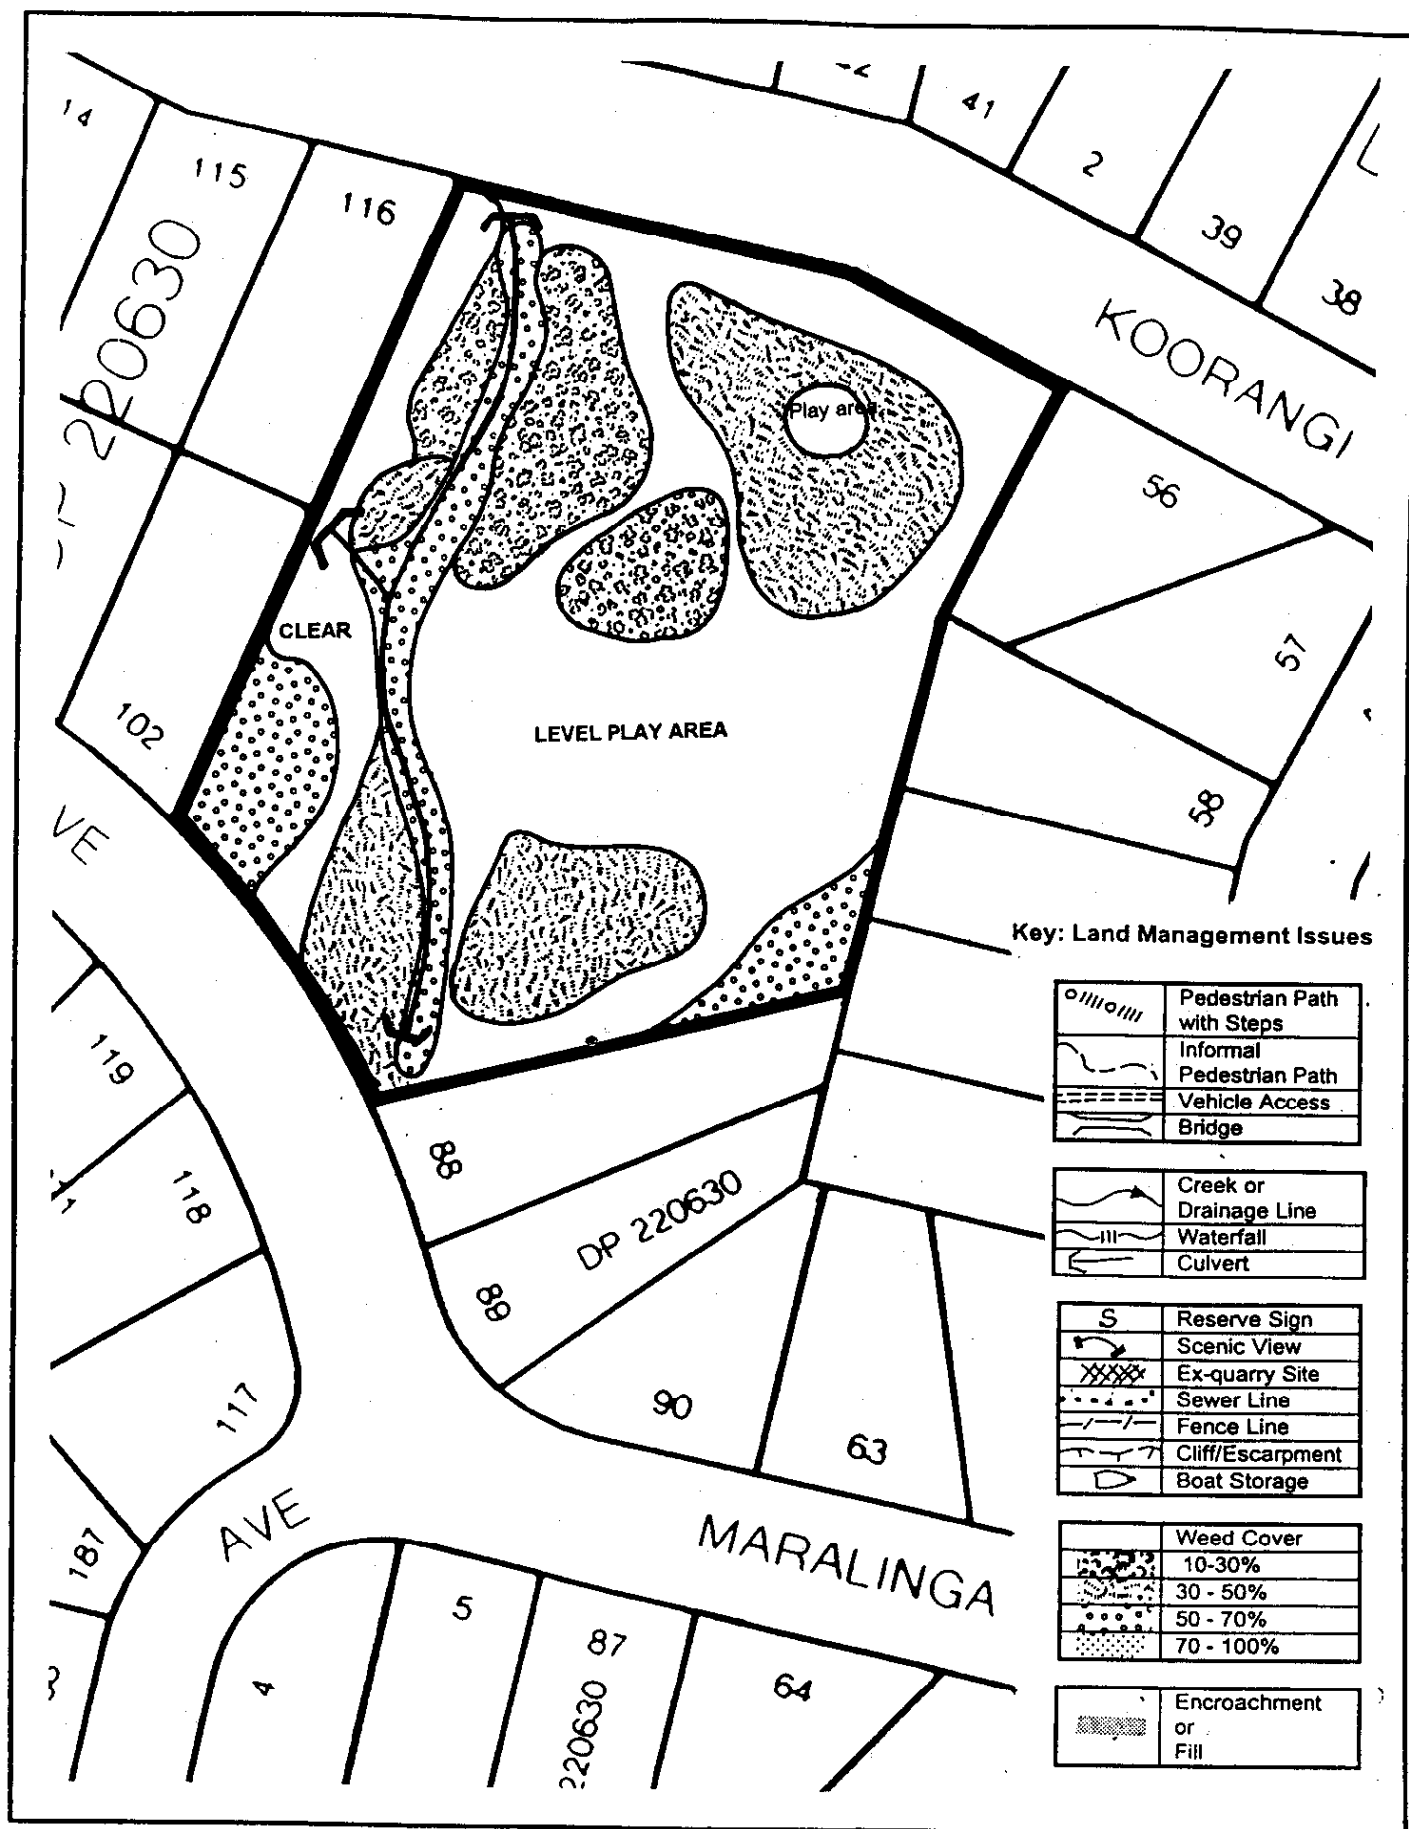 14
115
116
220630
41
2
39
38
KOORANGI
Play area
56
57
58
CLEAR
LEVEL PLAY AREA
102
VE
119
118
117
187
AVE
88
DP 220630
89
90
63
MARALINGA
5
4
87
220630
64
Key: Land Management Issues
Pedestrian Path
with Steps
Informal
Pedestrian Path
Vehicle Access
Bridge
Creek or
Drainage Line
Waterfall
Culvert
S Reserve Sign
Scenic View
Ex-quarry Site
Sewer Line
Fence Line
Cliff/Escarpment
Boat Storage
Weed Cover
10-30%
30 - 50%
50 - 70%
70 - 100%
Encroachment
or
Fill